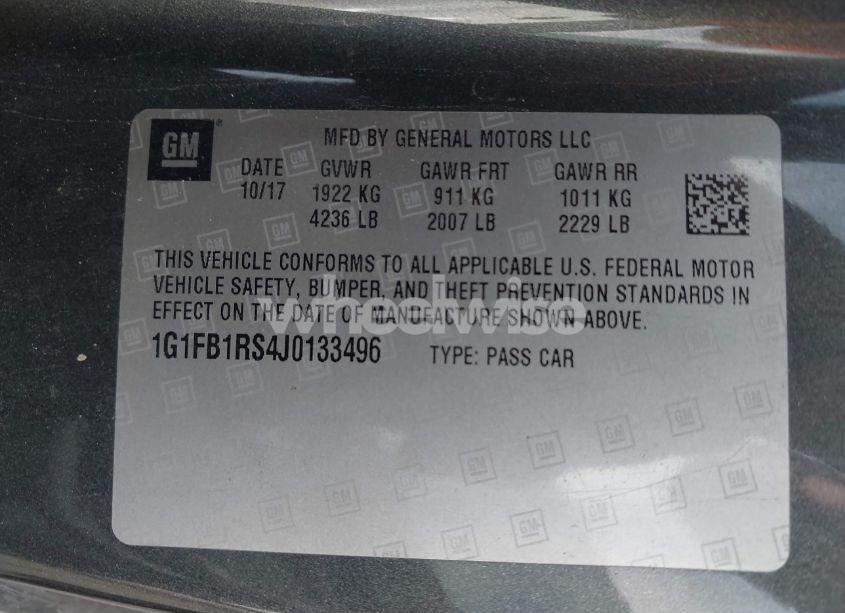 GM
MFD BY GENERAL MOTORS LLC
DATE GVWR GAWR FRT GAWR RR
10/17 1922 KG 911 KG 1011 KG
4236 LB 2007 LB 2229 LB
THIS VEHICLE CONFORMS TO ALL APPLICABLE U.S. FEDERAL MOTOR
VEHICLE SAFETY, BUMPER, AND THEFT PREVENTION STANDARDS IN
EFFECT ON THE DATE OF MANUFACTURE SHOWN ABOVE.
wheelwise
1G1FB1RS4J0133496 TYPE: PASS CAR